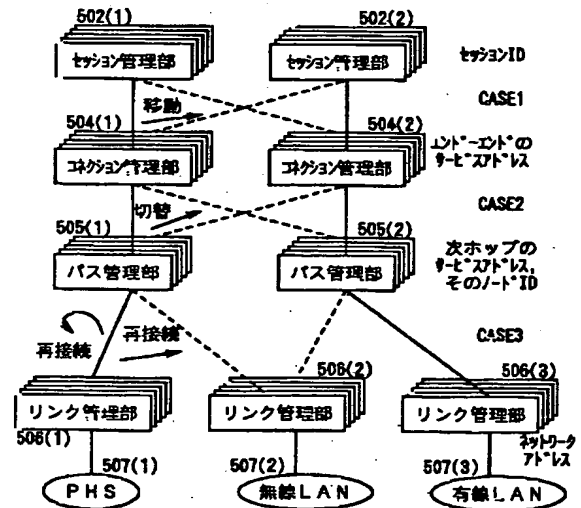 502(1)
502(2)
セッション管理部
セッション管理部
セッションID
移動
CASE1
504(1)
504(2)
コネクション管理部
コネクション管理部
エンドーエンドの
サービスアドレス
切替
CASE2
505(1)
505(2)
パス管理部
パス管理部
次ホップの
サービスアドレス,
そのノードID
再接続
再接続
CASE3
506(2)
506(3)
リンク管理部
リンク管理部
リンク管理部
506(1)
ネットワーク
アドレス
507(1)
507(2)
507(3)
PHS
無線LAN
有線LAN